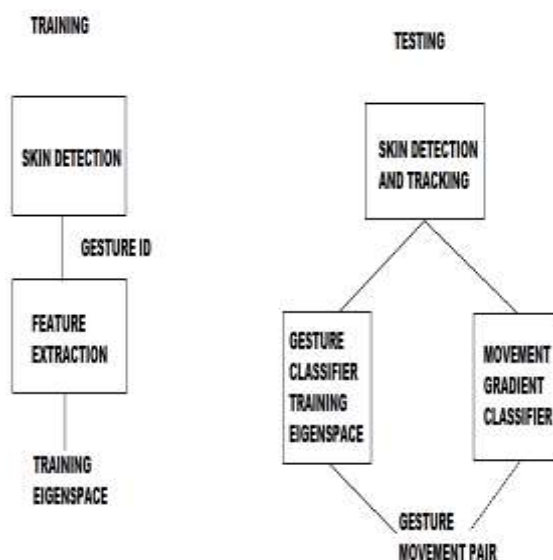 TRAINING
SKIN DETECTION
GESTURE ID
FEATURE
EXTRACTION
TRAINING
EIGENSPACE
TESTING
SKIN DETECTION
AND TRACKING
GESTURE
CLASSIFIER
TRAINING
EIGENSPACE
MOVEMENT
GRADIENT
CLASSIFIER
GESTURE
MOVEMENT PAIR